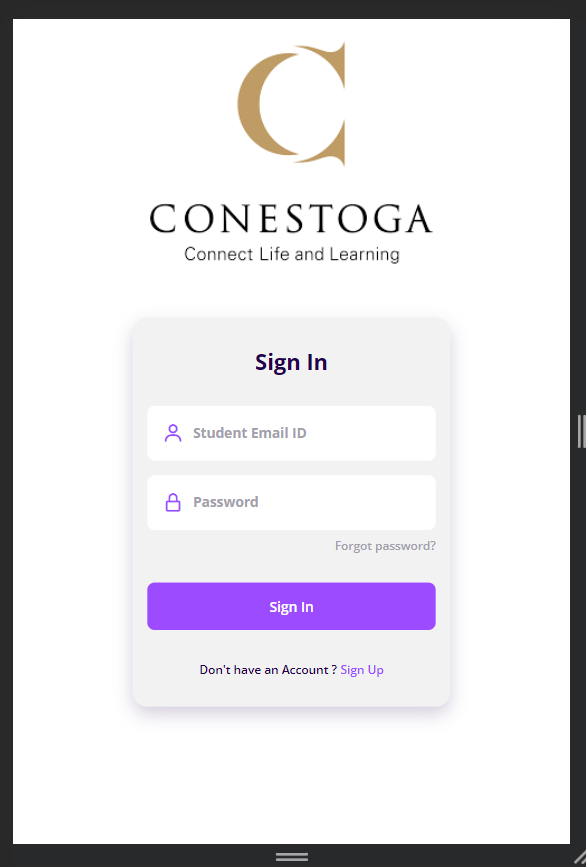 CONESTOGA
Connect Life and Learning
Sign In
Student Email ID
Password
Forgot password?
Sign In
Don't have an Account ? Sign Up